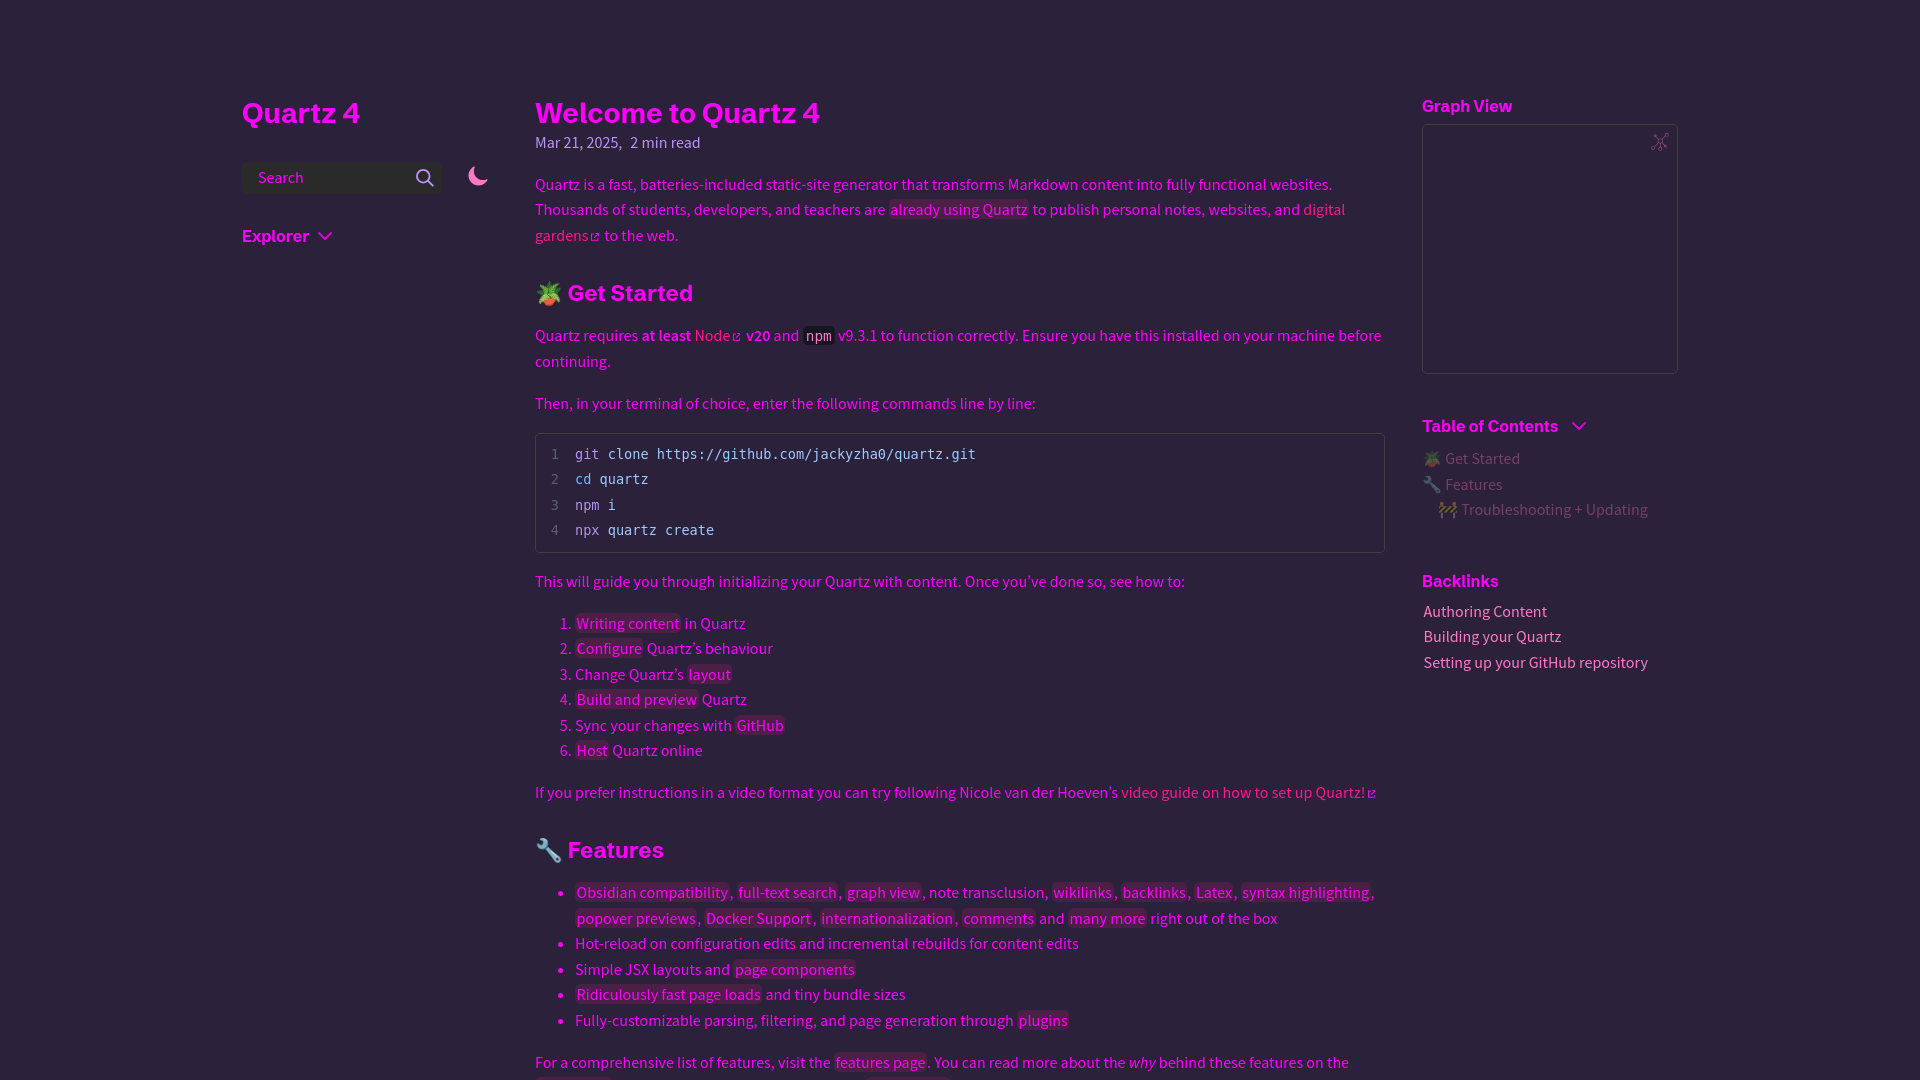 Quartz 4
Search
Explorer
Welcome to Quartz 4
Mar 21, 2025, 2 min read
Quartz is a fast, batteries-included static-site generator that transforms Markdown content into fully functional websites.
Thousands of students, developers, and teachers are already using Quartz to publish personal notes, websites, and digital
gardens to the web.
🪴 Get Started
Quartz requires at least Node v20 and npm v9.3.1 to function correctly. Ensure you have this installed on your machine before
continuing.
Then, in your terminal of choice, enter the following commands line by line:
1 git clone https://github.com/jackyzha0/quartz.git
2 cd quartz
3 npm i
4 npx quartz create
This will guide you through initializing your Quartz with content. Once you’ve done so, see how to:
1. Writing content in Quartz
2. Configure Quartz’s behaviour
3. Change Quartz’s layout
4. Build and preview Quartz
5. Sync your changes with GitHub
6. Host Quartz online
If you prefer instructions in a video format you can try following Nicole van der Hoeven’s video guide on how to set up Quartz!
🔧 Features
• Obsidian compatibility, full-text search, graph view, note transclusion, wikilinks, backlinks, Latex, syntax highlighting,
popover previews, Docker Support, internationalization, comments and many more right out of the box
• Hot-reload on configuration edits and incremental rebuilds for content edits
• Simple JSX layouts and page components
• Ridiculously fast page loads and tiny bundle sizes
• Fully-customizable parsing, filtering, and page generation through plugins
For a comprehensive list of features, visit the features page. You can read more about the why behind these features on the
Graph View
Table of Contents
🪴 Get Started
🔧 Features
🚧 Troubleshooting + Updating
Backlinks
Authoring Content
Building your Quartz
Setting up your GitHub repository